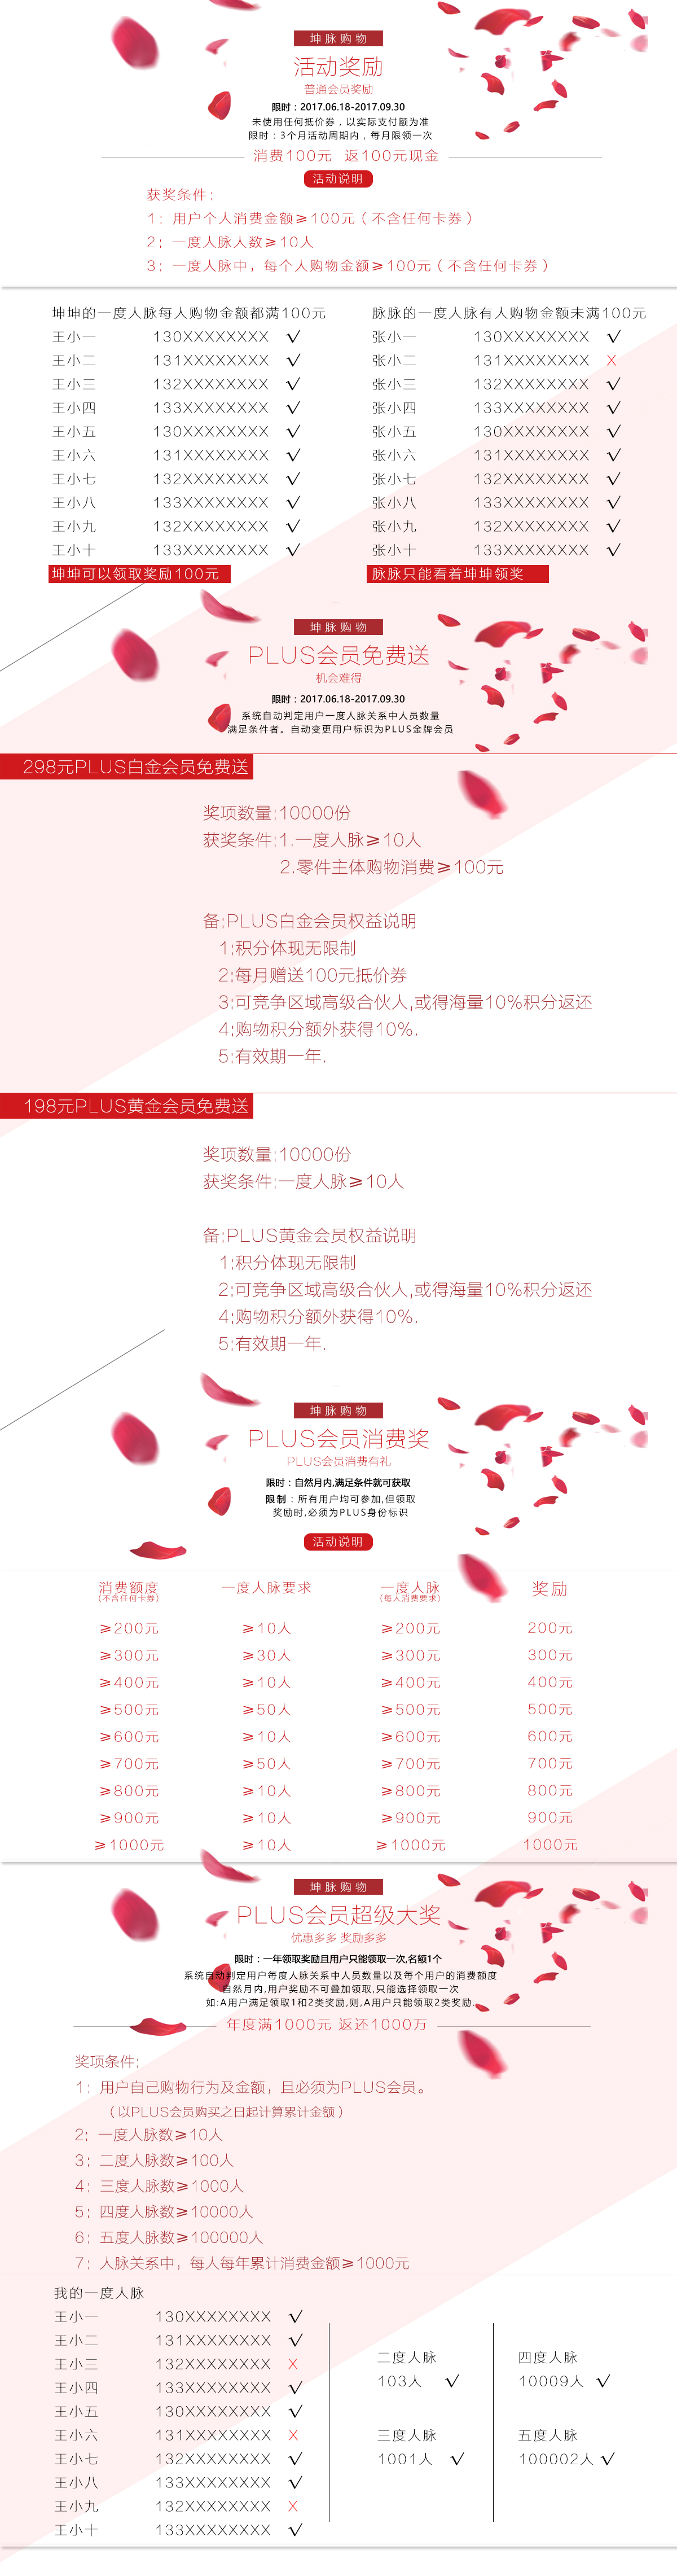 坤脉购物
活动奖励
普通会员奖励
限时：2017.06.18-2017.09.30
未使用任何抵价券，以实际支付额为准
限时：3个月活动周期内，每月限领一次
消费100元 返100元现金
活动说明
获奖条件：
1：用户个人消费金额≥100元（不含任何卡券）
2：一度人脉人数≥10人
3：一度人脉中，每个人购物金额≥100元（不含任何卡券）
坤坤的一度人脉每人购物金额都满100元
王小一 130XXXXXXXX √
王小二 131XXXXXXXX √
王小三 132XXXXXXXX √
王小四 133XXXXXXXX √
王小五 130XXXXXXXX √
王小六 131XXXXXXXX √
王小七 132XXXXXXXX √
王小八 133XXXXXXXX √
王小九 132XXXXXXXX √
王小十 133XXXXXXXX √
坤坤可以领取奖励100元
脉脉的一度人脉有人购物金额未满100元
张小一 130XXXXXXXX √
张小二 131XXXXXXXX X
张小三 132XXXXXXXX √
张小四 133XXXXXXXX √
张小五 130XXXXXXXX √
张小六 131XXXXXXXX √
张小七 132XXXXXXXX √
张小八 133XXXXXXXX √
张小九 132XXXXXXXX √
张小十 133XXXXXXXX √
脉脉只能看着坤坤领奖
坤脉购物
PLUS会员免费送
机会难得
限时：2017.06.18-2017.09.30
系统自动判定用户一度人脉关系中人员数量
满足条件者。自动变更用户标识为PLUS金牌会员
298元PLUS白金会员免费送
奖项数量:10000份
获奖条件:1.一度人脉≥10人
2.零件主体购物消费≥100元
备:PLUS白金会员权益说明
1:积分体现无限制
2:每月赠送100元抵价券
3:可竞争区域高级合伙人,或得海量10%积分返还
4:购物积分额外获得10%.
5:有效期一年.
198元PLUS黄金会员免费送
奖项数量:10000份
获奖条件:一度人脉≥10人
备:PLUS黄金会员权益说明
1:积分体现无限制
2:可竞争区域高级合伙人,或得海量10%积分返还
4:购物积分额外获得10%.
5:有效期一年.
坤脉购物
PLUS会员消费奖
PLUS会员消费有礼
限时：自然月内,满足条件就可获取
限制：所有用户均可参加,但领取
奖励时,必须为PLUS身份标识
活动说明
消费额度 一度人脉要求 一度人脉 奖励
(不含任何卡券) (每人消费要求)
≥200元 ≥10人 ≥200元 200元
≥300元 ≥30人 ≥300元 300元
≥400元 ≥10人 ≥400元 400元
≥500元 ≥50人 ≥500元 500元
≥600元 ≥10人 ≥600元 600元
≥700元 ≥50人 ≥700元 700元
≥800元 ≥10人 ≥800元 800元
≥900元 ≥10人 ≥900元 900元
≥1000元 ≥10人 ≥1000元 1000元
坤脉购物
PLUS会员超级大奖
优惠多多 奖励多多
限时：一年领取奖励且用户只能领取一次,名额1个
系统自动判定用户每度人脉关系中人员数量以及每个用户的消费额度
自然月内,用户奖励不可叠加领取,只能选择领取一次
如:A用户满足领取1和2类奖励,则,A用户只能领取2类奖励.
年度满1000元 返还1000万
奖项条件:
1：用户自己购物行为及金额，且必须为PLUS会员。
（以PLUS会员购买之日起计算累计金额）
2：一度人脉数≥10人
3：二度人脉数≥100人
4：三度人脉数≥1000人
5：四度人脉数≥10000人
6：五度人脉数≥100000人
7：人脉关系中，每人每年累计消费金额≥1000元
我的一度人脉
王小一 130XXXXXXXX √
王小二 131XXXXXXXX √
王小三 132XXXXXXXX X
王小四 133XXXXXXXX √
王小五 130XXXXXXXX √
王小六 131XXXXXXXX X
王小七 132XXXXXXXX √
王小八 133XXXXXXXX √
王小九 132XXXXXXXX X
王小十 133XXXXXXXX √
二度人脉
103人 √
三度人脉
1001人 √
四度人脉
10009人 √
五度人脉
100002人 √